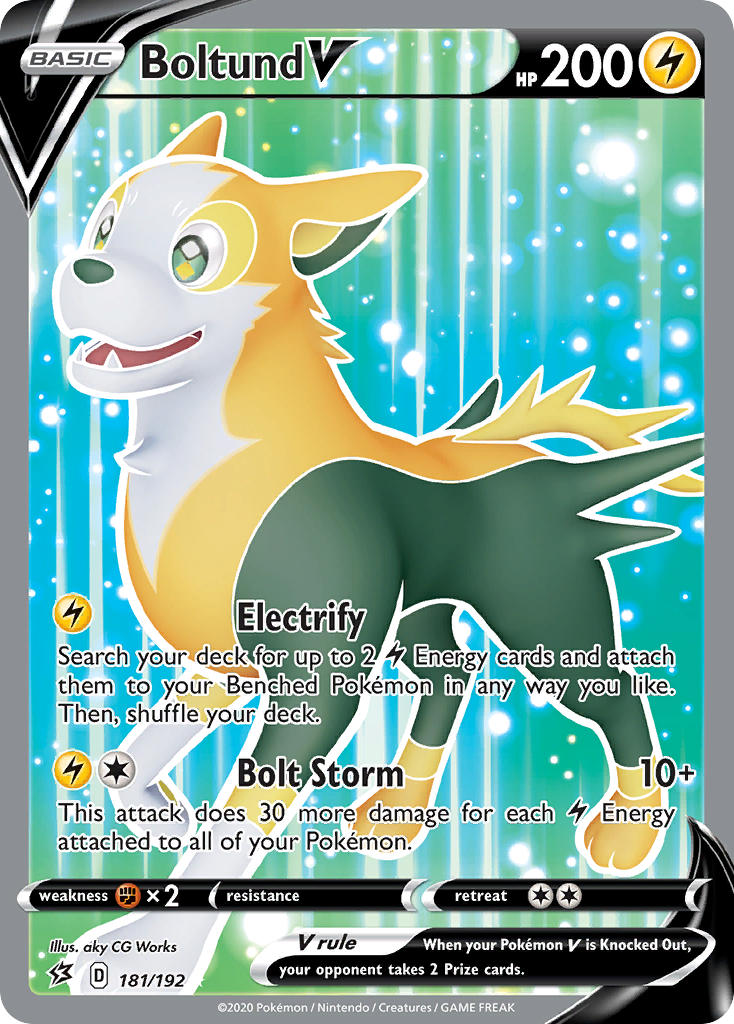 BASIC
Boltund V
HP 200
Electrify
Search your deck for up to 2 Energy cards and attach
them to your Benched Pokémon in any way you like.
Then, shuffle your deck.
Bolt Storm 10+
This attack does 30 more damage for each Energy
attached to all of your Pokémon.
weakness ×2 resistance retreat
Illus. aky CG Works
V rule When your Pokémon V is Knocked Out,
your opponent takes 2 Prize cards.
D 181/192
©2020 Pokémon / Nintendo / Creatures / GAME FREAK